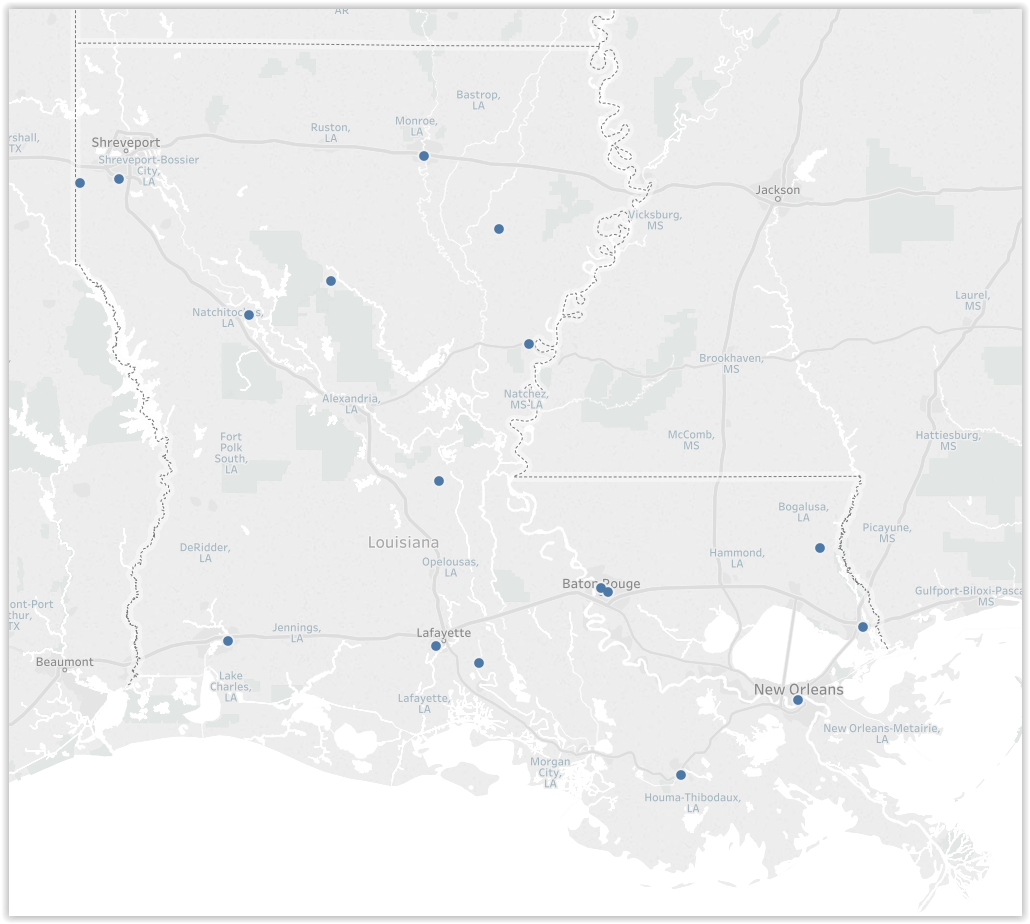 AR
Bastrop,
LA
Monroe,
LA
Ruston,
LA
Shreveport
rshall,
TX
Shreveport-Bossier
City,
LA
Jackson
Vicksburg,
MS
Laurel,
MS
Natchitoches,
LA
Brookhaven,
MS
Natchez,
MS-LA
Alexandria,
LA
McComb,
MS
Hattiesburg,
MS
Fort
Polk
South,
LA
Bogalusa,
LA
Picayune,
MS
Louisiana
DeRidder,
LA
Hammond,
LA
Opelousas,
LA
Baton Rouge
Gulfport-Biloxi-Pasca
MS
ont-Port
thur,
TX
Jennings,
LA
Lafayette
Beaumont
Lake
Charles,
LA
New Orleans
Lafayette,
LA
New Orleans-Metairie,
LA
Morgan
City,
LA
Houma-Thibodaux,
LA